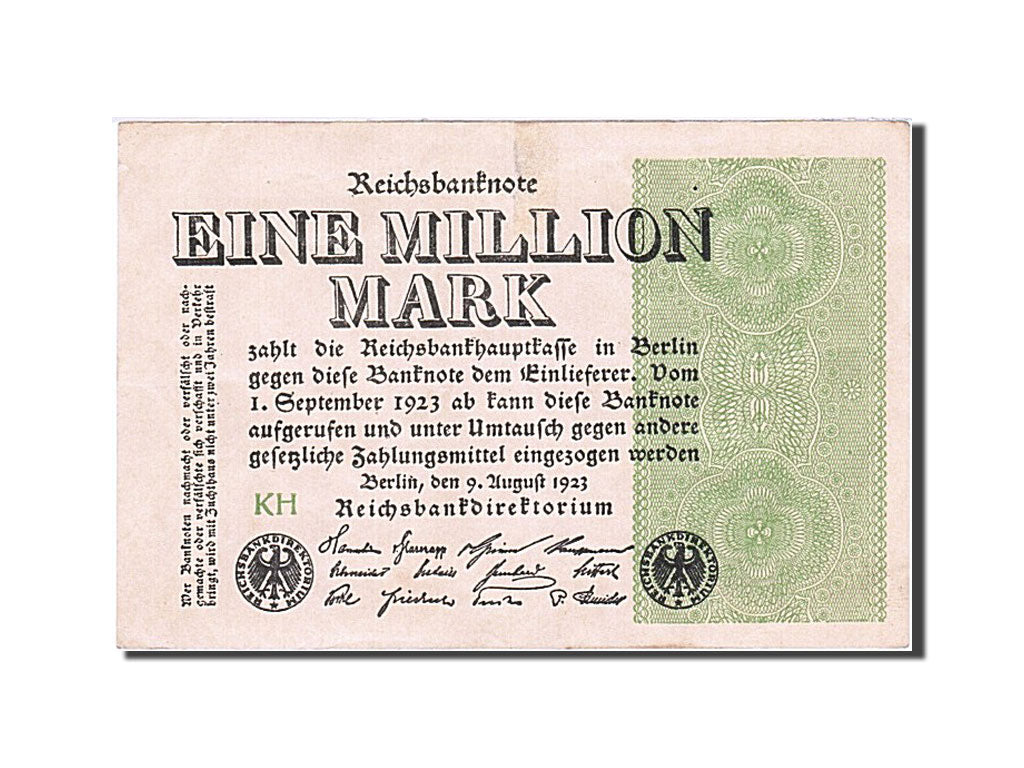 Reichsbanknote
EINE MILLION
MARK
zahlt die Reichsbankhauptkasse in Berlin
gegen diese Banknote dem Einlieferer. Vom
1. September 1923 ab kann diese Banknote
aufgerufen und unter Umtausch gegen andere
gesetzliche Zahlungsmittel eingezogen werden
Berlin, den 9. August 1923
KH
Reichsbankdirektorium
Wer Banknoten nachmacht oder verfälscht oder nach-
gemachte oder verfälschte sich verschafft und in Verkehr
bringt, wird mit Zuchthaus nicht unter zwei Jahren bestraft
REICHSBANKDIREKTORIUM
REICHSBANKDIREKTORIUM